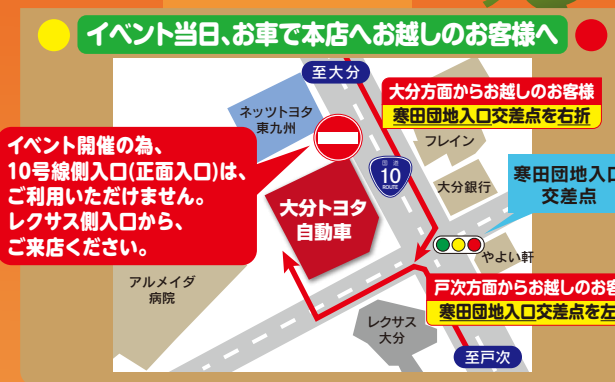 イベント当日、お車で本店へお越しのお客様へ
至大分
大分方面からお越しのお客様
寒田団地入口交差点を右折
ネッツトヨタ
東九州
イベント開催の為、
10号線側入口(正面入口)は、
ご利用いただけません。
レクサス側入口から、
ご来店ください。
フレイン
国道
10
ROUTE
大分銀行
寒田団地入口
交差点
大分トヨタ
自動車
やよい軒
アルメイダ
病院
戸次方面からお越しのお客
寒田団地入口交差点を左
レクサス
大分
至戸次